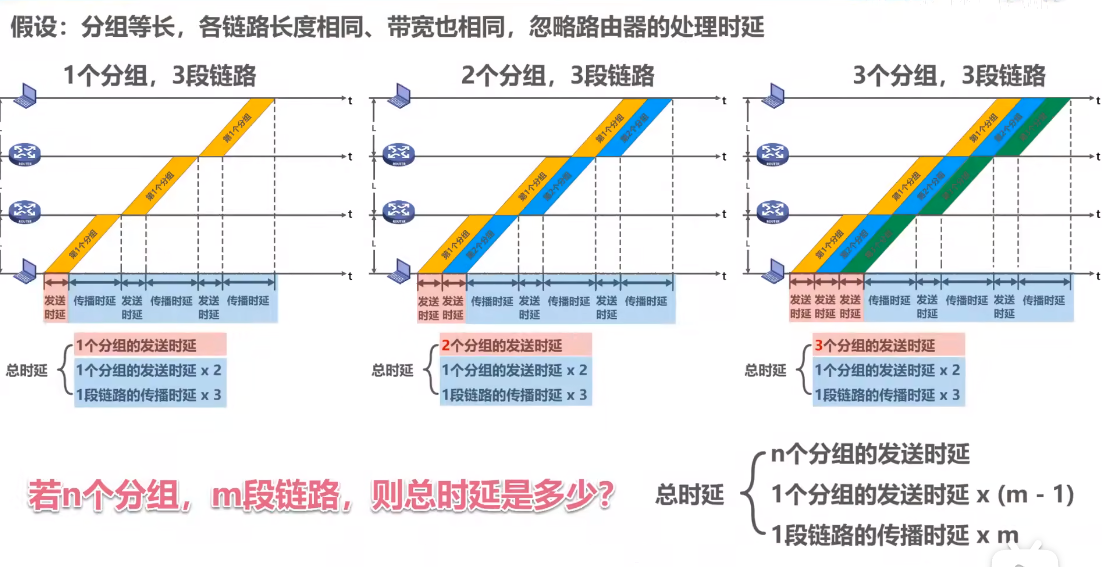 假设：分组等长，各链路长度相同、带宽也相同，忽略路由器的处理时延
1个分组，3段链路
t
t
t
t
第1个分组
第1个分组
第1个分组
发送时延
传播时延
发送时延
传播时延
发送时延
传播时延
总时延
1个分组的发送时延
1个分组的发送时延 x 2
1段链路的传播时延 x 3
2个分组，3段链路
t
t
t
t
第1个分组
第2个分组
第1个分组
第2个分组
第1个分组
第2个分组
发送时延
发送时延
传播时延
发送时延
传播时延
发送时延
传播时延
总时延
2个分组的发送时延
1个分组的发送时延 x 2
1段链路的传播时延 x 3
3个分组，3段链路
t
t
t
t
第1个分组
第2个分组
第1个分组
第2个分组
第1个分组
第2个分组
发送时延
发送时延
发送时延
传播时延
发送时延
传播时延
发送时延
传播时延
总时延
3个分组的发送时延
1个分组的发送时延 x 2
1段链路的传播时延 x 3
若n个分组，m段链路，则总时延是多少？
总时延
n个分组的发送时延
1个分组的发送时延 x (m - 1)
1段链路的传播时延 x m